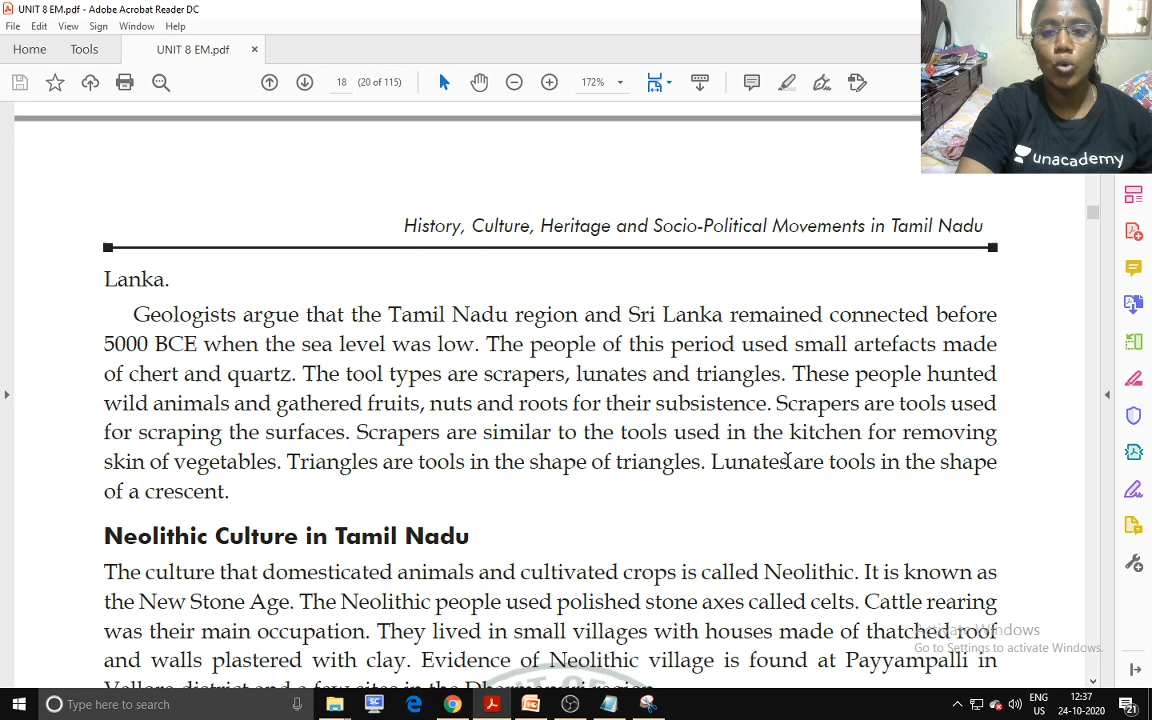 UNIT 8 EM.pdf - Adobe Acrobat Reader DC
File Edit View Sign Window Help
Home Tools UNIT 8 EM.pdf ×
18 (20 of 115) 172%
unacademy
History, Culture, Heritage and Socio-Political Movements in Tamil Nadu
Lanka.
Geologists argue that the Tamil Nadu region and Sri Lanka remained connected before
5000 BCE when the sea level was low. The people of this period used small artefacts made
of chert and quartz. The tool types are scrapers, lunates and triangles. These people hunted
wild animals and gathered fruits, nuts and roots for their subsistence. Scrapers are tools used
for scraping the surfaces. Scrapers are similar to the tools used in the kitchen for removing
skin of vegetables. Triangles are tools in the shape of triangles. Lunates are tools in the shape
of a crescent.
Neolithic Culture in Tamil Nadu
The culture that domesticated animals and cultivated crops is called Neolithic. It is known as
the New Stone Age. The Neolithic people used polished stone axes called celts. Cattle rearing
was their main occupation. They lived in small villages with houses made of thatched roof
and walls plastered with clay. Evidence of Neolithic village is found at Payyampalli in
Activate Windows
Go to Settings to activate Windows.
Type here to search
ENG
US
12:37
24-10-2020
21